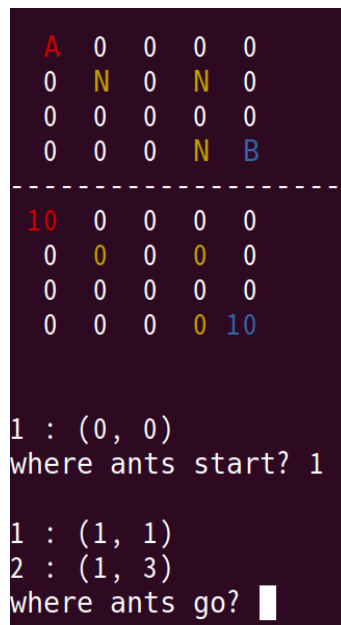 A 0 0 0 0
0 N 0 N 0
0 0 0 0 0
0 0 0 N B
--------------------
10 0 0 0 0
0 0 0 0 0
0 0 0 0 0
0 0 0 0 10
1 : (0, 0)
where ants start? 1
1 : (1, 1)
2 : (1, 3)
where ants go?